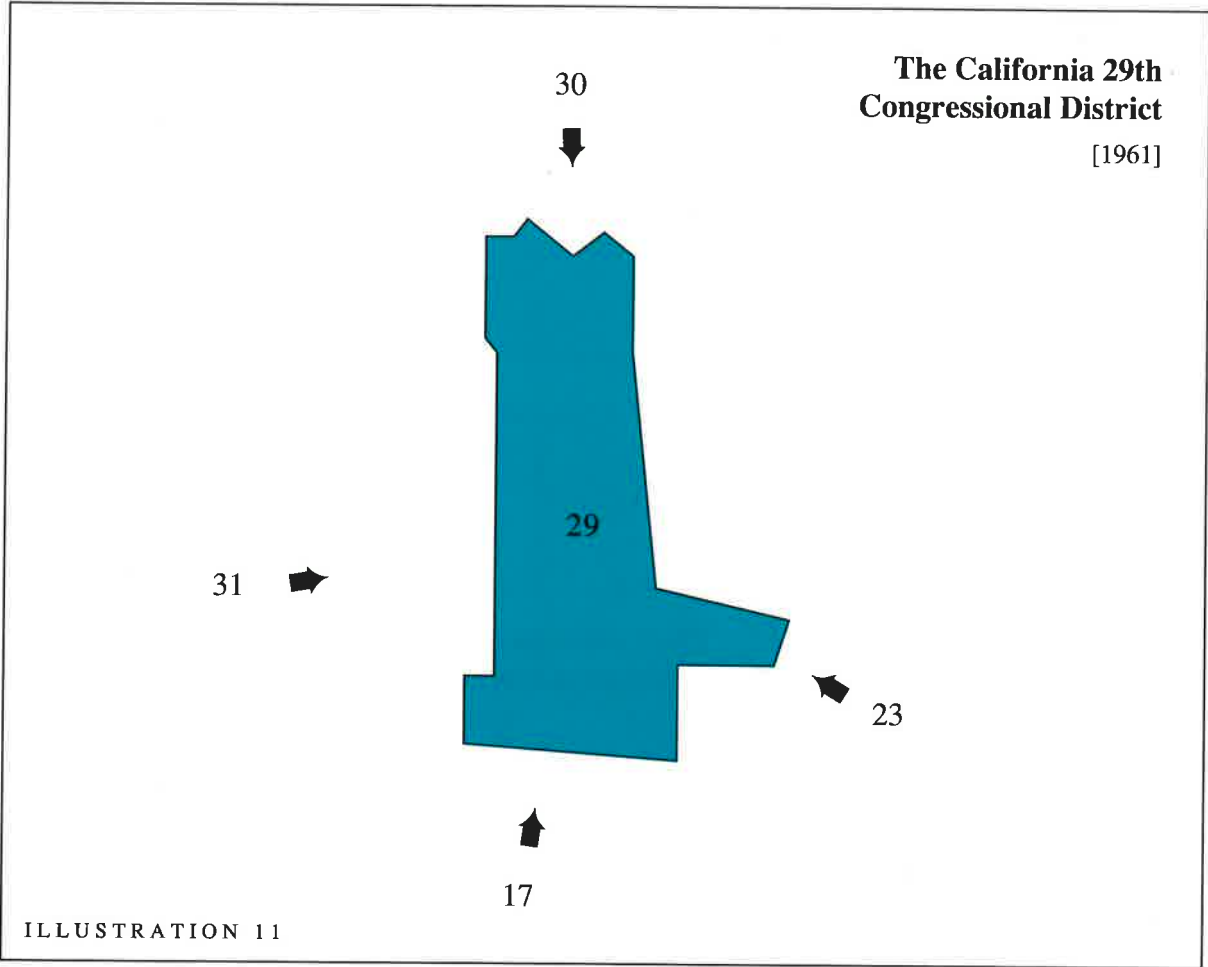 The California 29th
Congressional District
[1961]
30
29
31
23
17
ILLUSTRATION 11